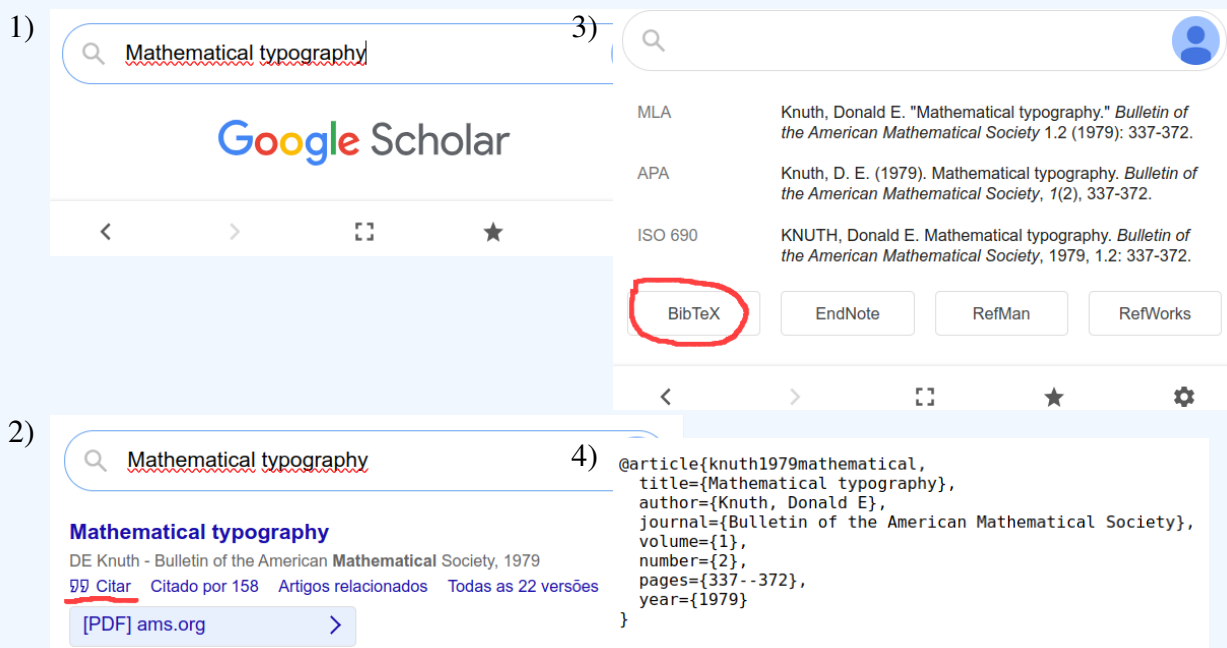 1)
Mathematical typography
Google Scholar
2)
Mathematical typography
Mathematical typography
DE Knuth - Bulletin of the American Mathematical Society, 1979
Citar Citado por 158 Artigos relacionados Todas as 22 versões
[PDF] ams.org
3)
MLA
Knuth, Donald E. "Mathematical typography." Bulletin of
the American Mathematical Society 1.2 (1979): 337-372.
APA
Knuth, D. E. (1979). Mathematical typography. Bulletin of
the American Mathematical Society, 1(2), 337-372.
ISO 690
KNUTH, Donald E. Mathematical typography. Bulletin of
the American Mathematical Society, 1979, 1.2: 337-372.
BibTeX EndNote RefMan RefWorks
4)
@article{knuth1979mathematical,
title={Mathematical typography},
author={Knuth, Donald E},
journal={Bulletin of the American Mathematical Society},
volume={1},
number={2},
pages={337--372},
year={1979}
}